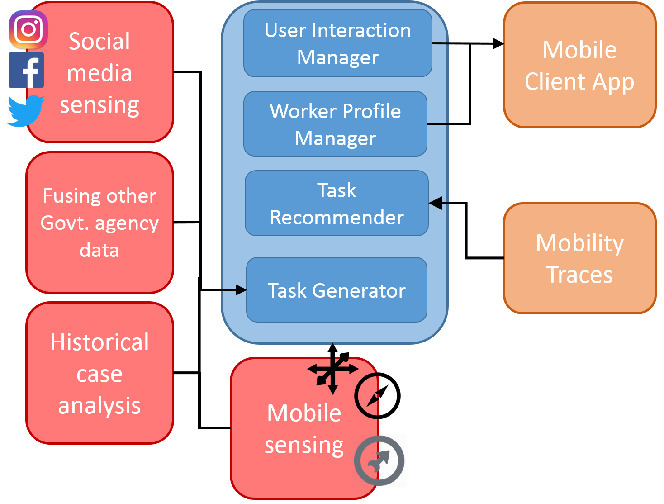 Social
media
sensing
Fusing other
Govt. agency
data
Historical
case
analysis
User Interaction
Manager
Worker Profile
Manager
Task
Recommender
Task Generator
Mobile
sensing
Mobile
Client App
Mobility
Traces